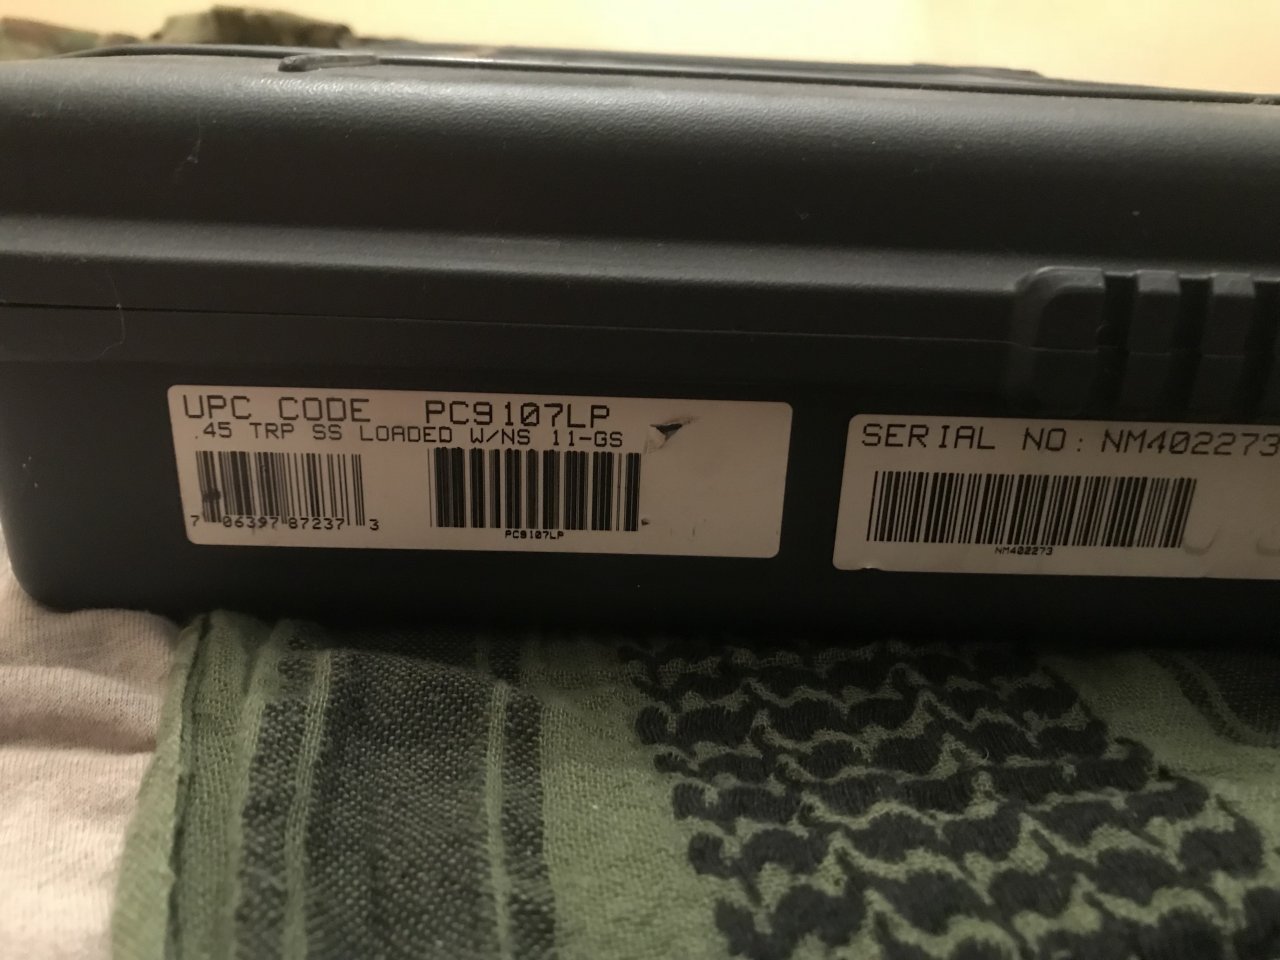 UPC CODE PC9107LP
.45 TRP SS LOADED W/NS 11-GS
7 06397 87237 3
PC9107LP
SERIAL NO: NM402273
NM402273